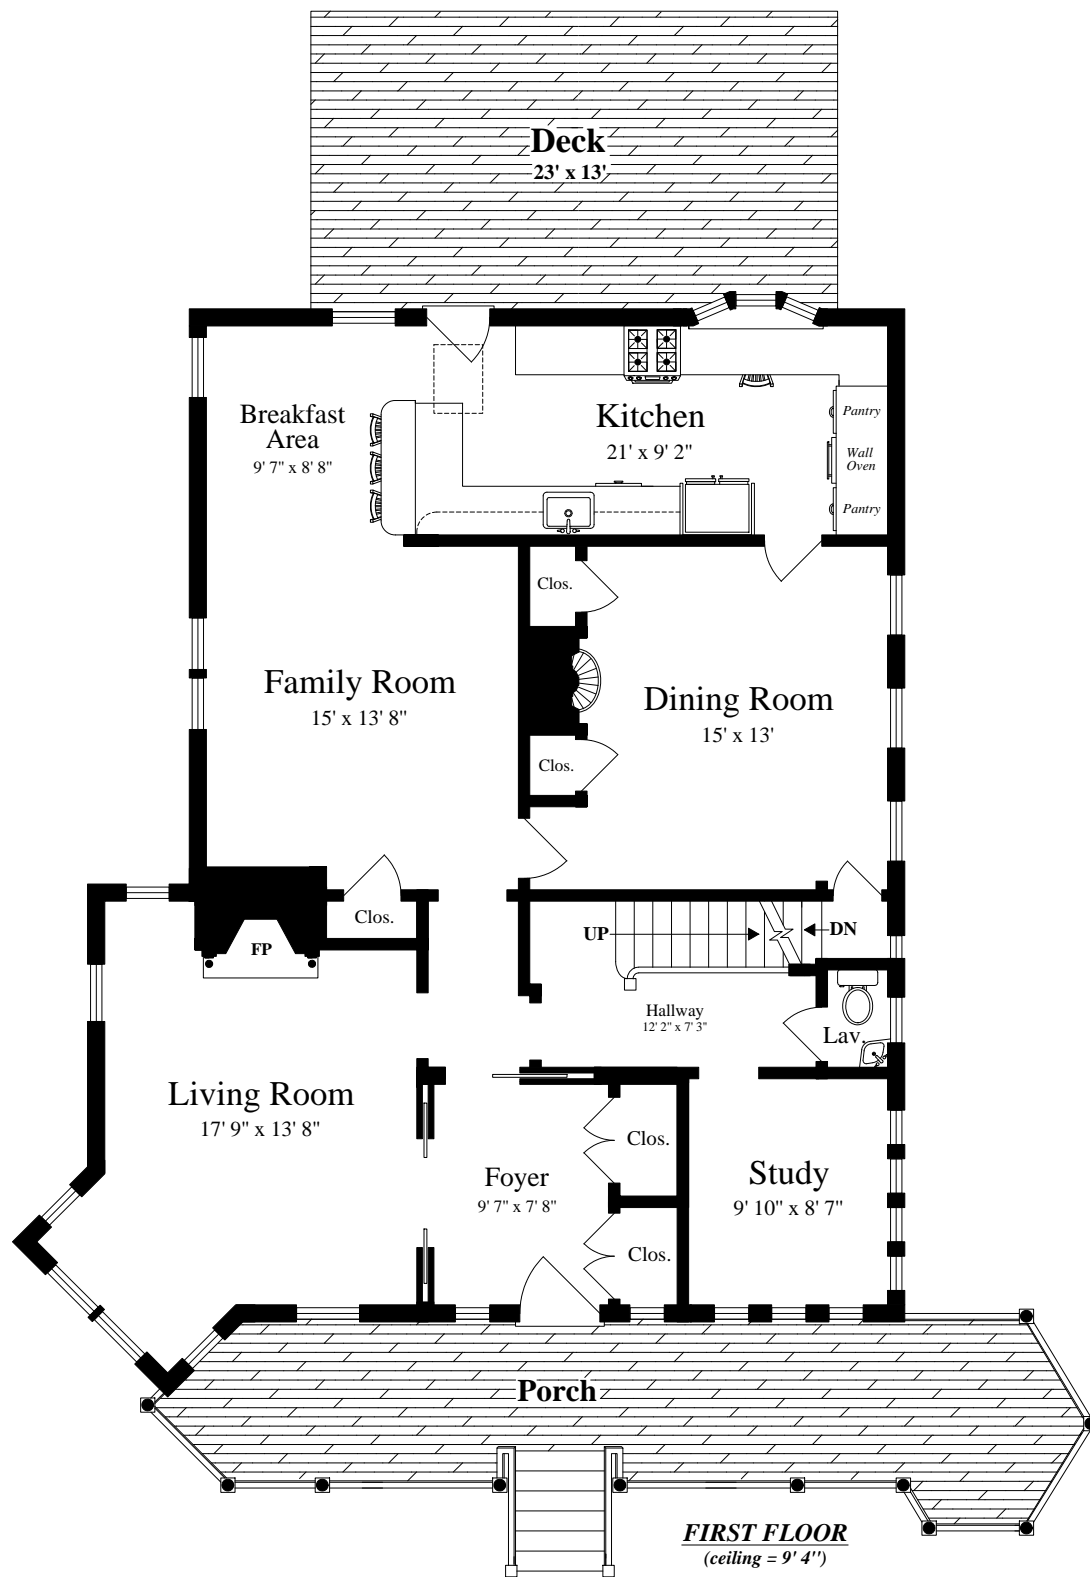 Deck
23' x 13'
Breakfast
Area
9' 7" x 8' 8"
Kitchen
21' x 9' 2"
Pantry
Wall
Oven
Pantry
Clos.
Family Room
15' x 13' 8"
Dining Room
15' x 13'
Clos.
Clos.
FP
UP
DN
Hallway
12' 2" x 7' 3"
Lav.
Living Room
17' 9" x 13' 8"
Foyer
9' 7" x 7' 8"
Clos.
Study
9' 10" x 8' 7"
Clos.
Porch
FIRST FLOOR
(ceiling = 9' 4")